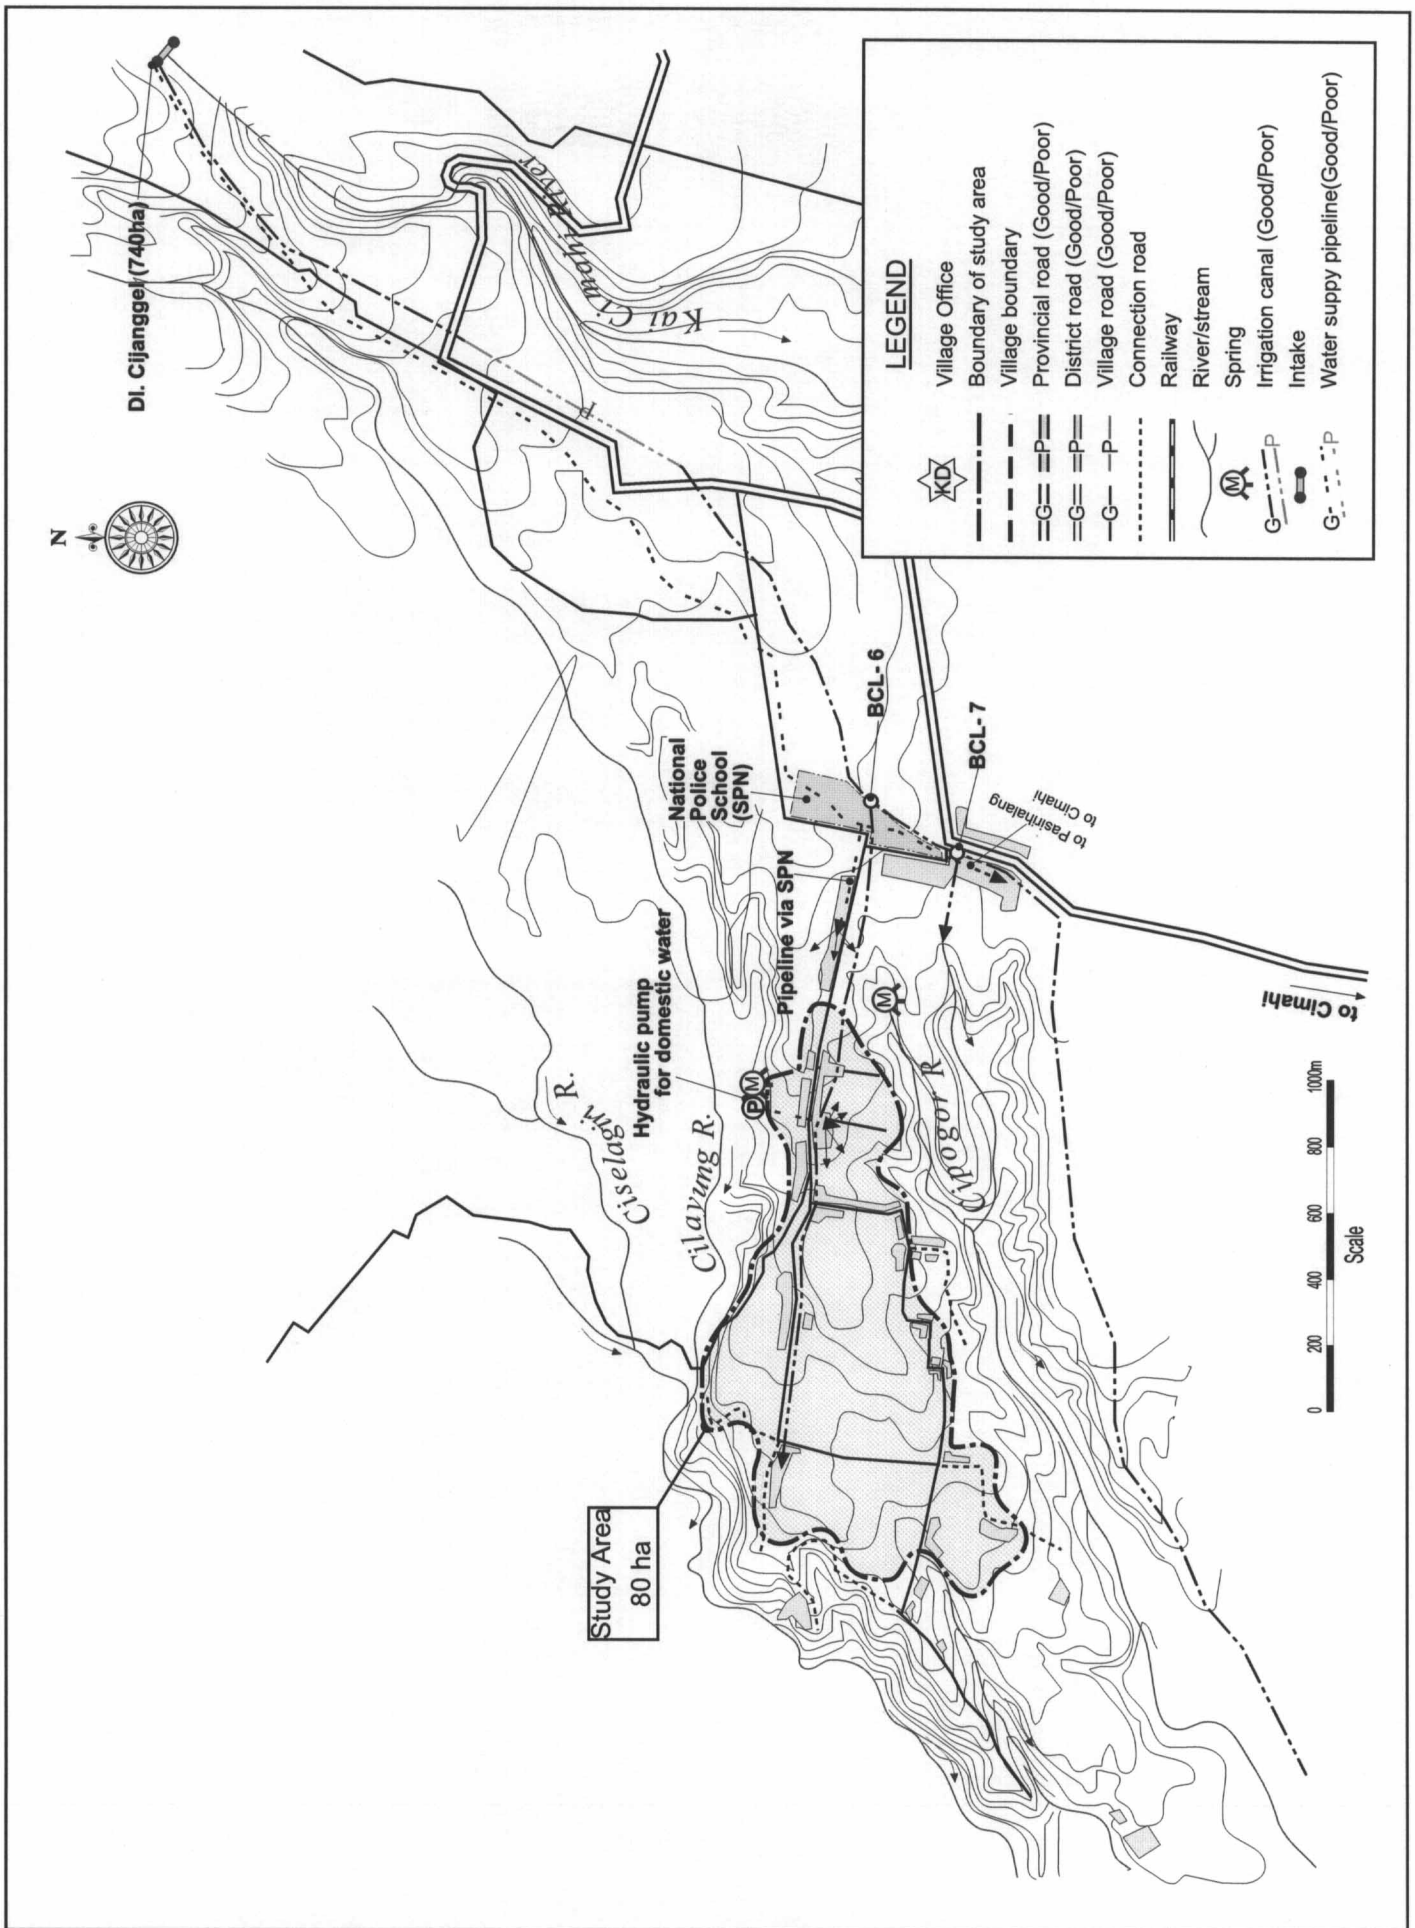 DI. Cijanggel (740ha)
N
Kai Cimahi River
P
LEGEND
KD Village Office
Boundary of study area
Village boundary
=G= =P= Provincial road (Good/Poor)
=G= =P= District road (Good/Poor)
-G- -P- Village road (Good/Poor)
Connection road
Railway
River/stream
M Spring
G P Irrigation canal (Good/Poor)
Intake
G- P Water suppy pipeline(Good/Poor)
National
Police
School
(SPN)
BCL- 6
BCL- 7
to Pasirihalang
to Cimahi
Pipeline via SPN
Hydraulic pump
for domestic water
P M
M
Ciselagiri R.
Cilayung R.
Cipogor R
to Cimahi
Study Area
80 ha
0 200 400 600 800 1000m
Scale